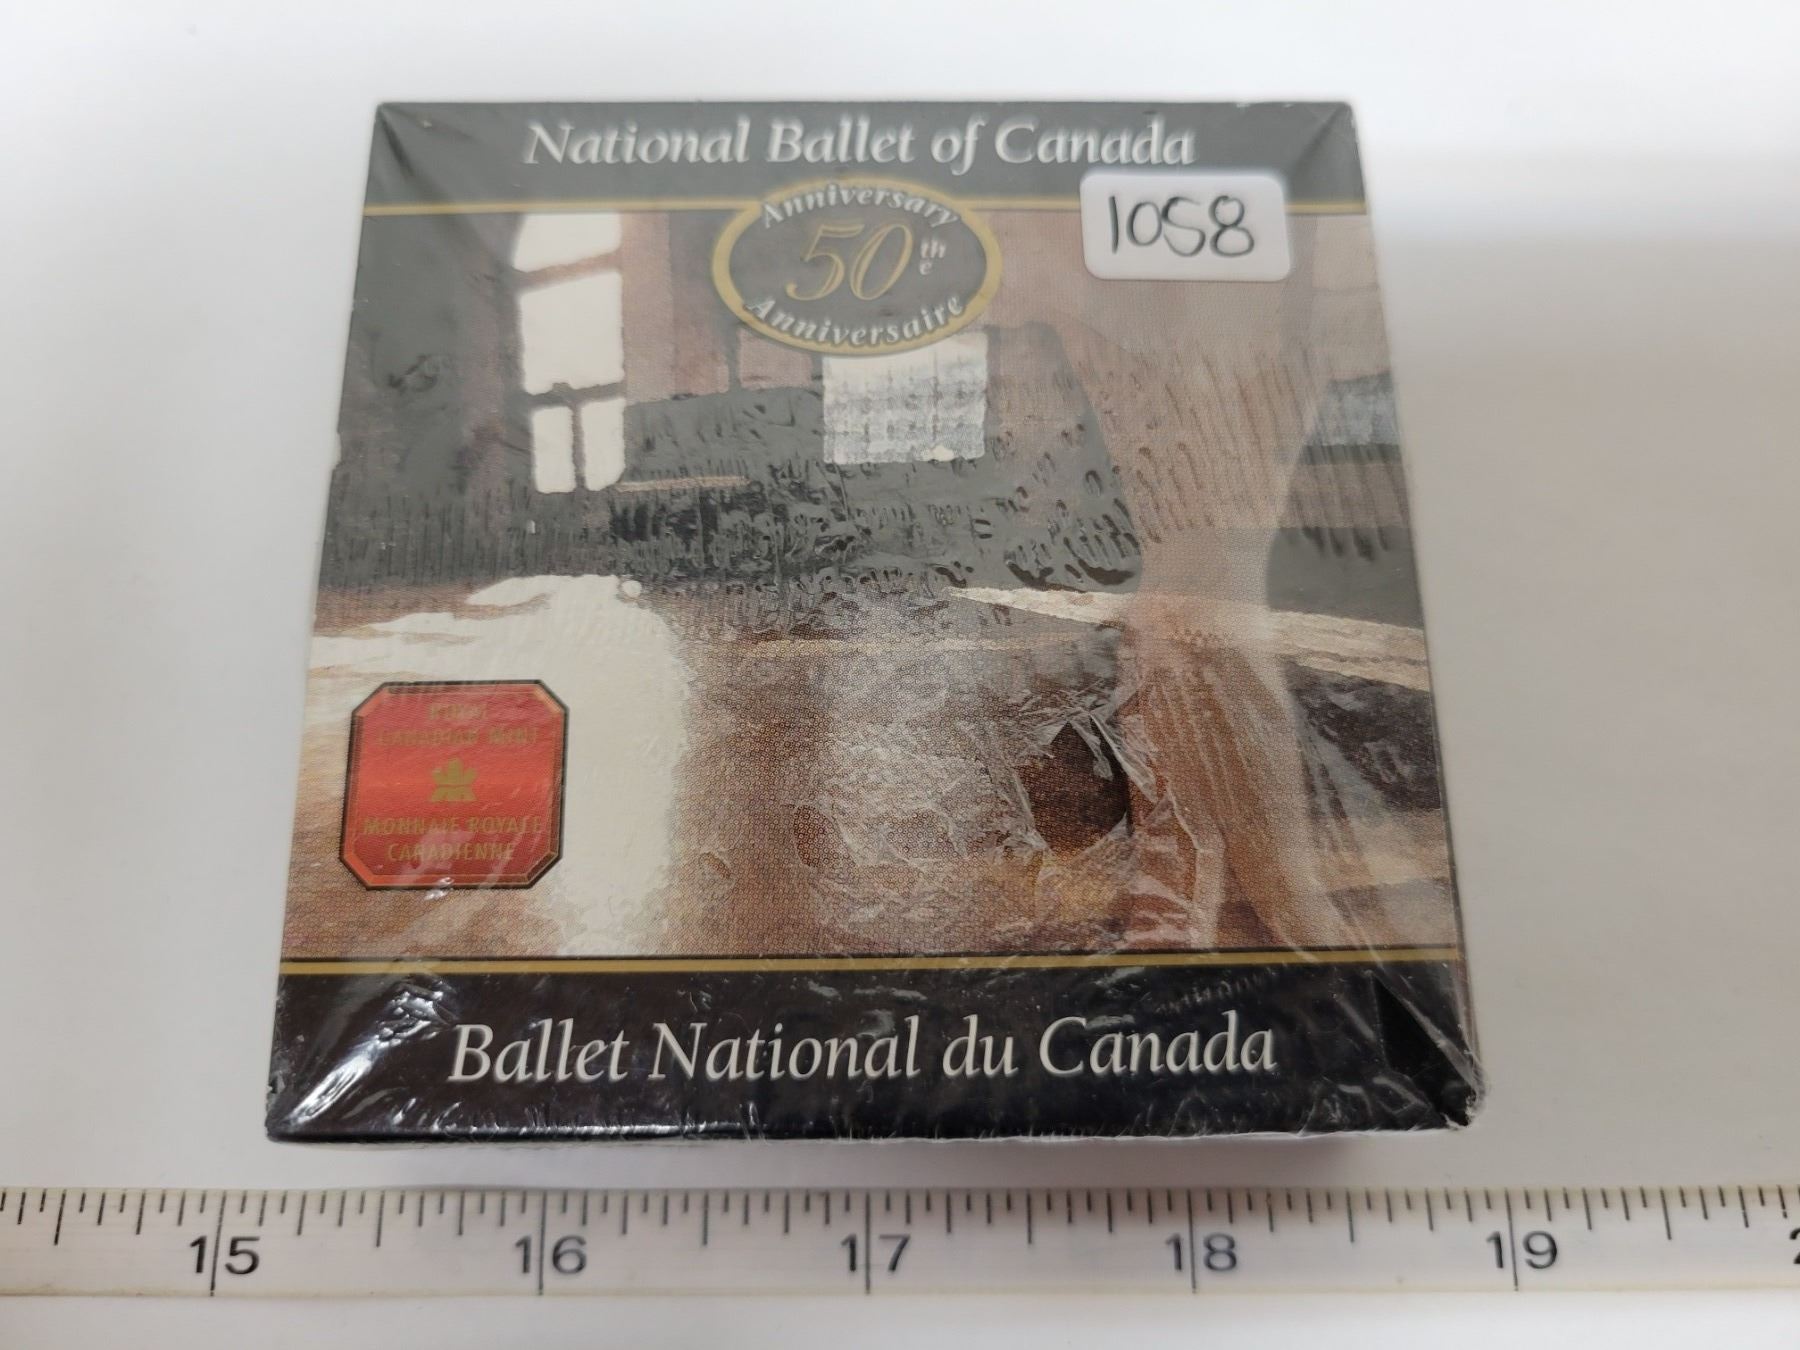 National Ballet of Canada
1058
Anniversary
50th e
Anniversaire
ROYAL
CANADIAN MINT
MONNAIE ROYALE
CANADIENNE
Ballet National du Canada
15 16 17 18 19